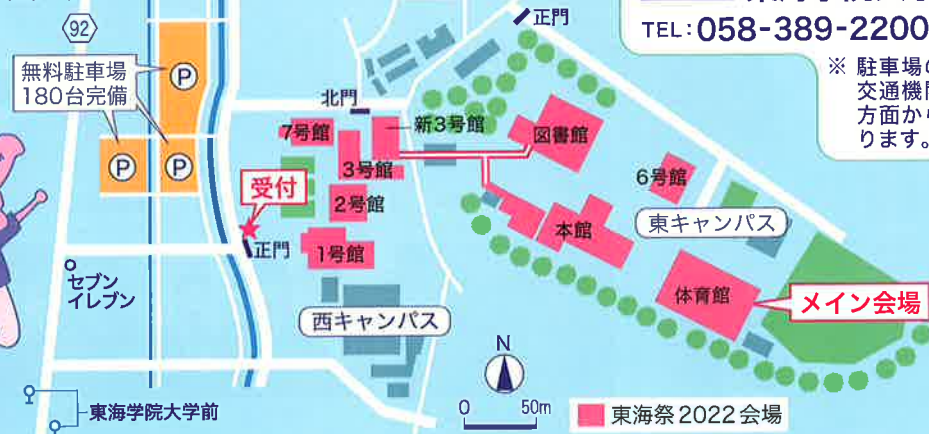 正門
TEL：058-389-2200
92
無料駐車場
180台完備
P
P
P
※ 駐車場の
交通機関
方面から
ります。
北門
新3号館
7号館
3号館
2号館
1号館
受付
正門
図書館
6号館
本館
東キャンパス
体育館
メイン会場
セブン
イレブン
西キャンパス
N
0 50m
東海学院大学前
東海祭2022会場